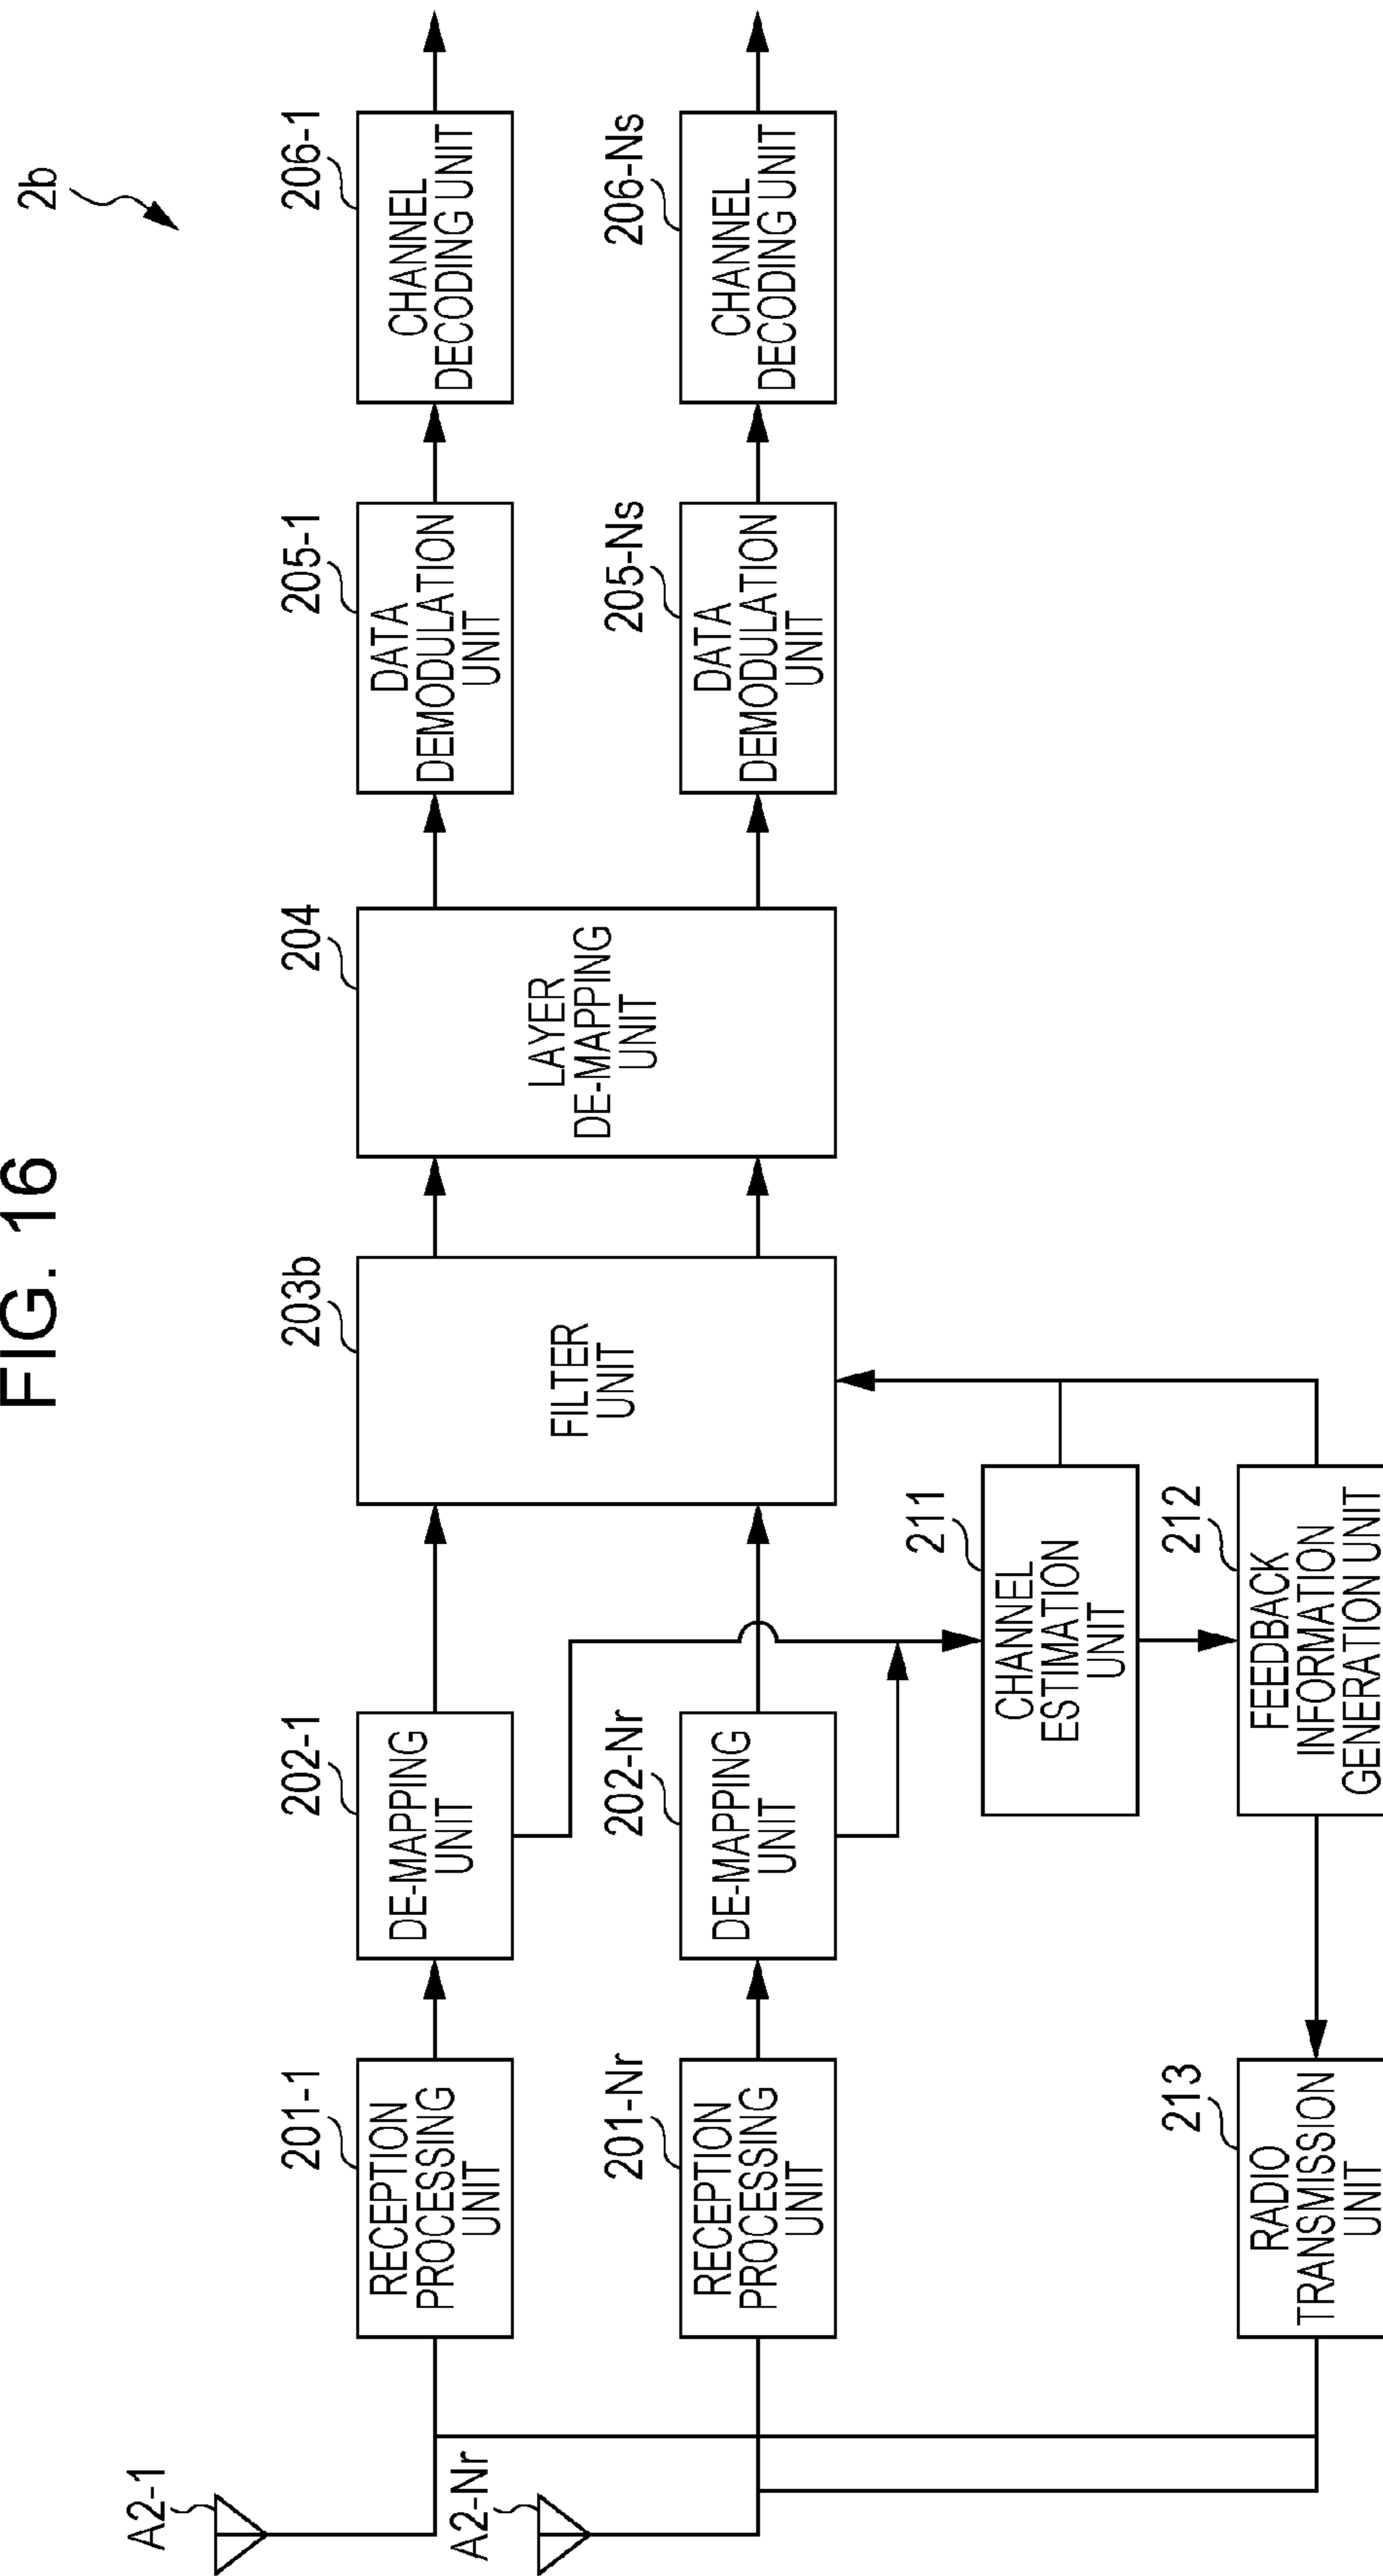 FIG. 16
2b
A2-1
201-1
RECEPTION
PROCESSING
UNIT
202-1
DE-MAPPING
UNIT
203b
FILTER
UNIT
204
LAYER
DE-MAPPING
UNIT
205-1
DATA
DEMODULATION
UNIT
206-1
CHANNEL
DECODING UNIT
A2-Nr
201-Nr
RECEPTION
PROCESSING
UNIT
202-Nr
DE-MAPPING
UNIT
205-Ns
DATA
DEMODULATION
UNIT
206-Ns
CHANNEL
DECODING UNIT
211
CHANNEL
ESTIMATION
UNIT
213
RADIO
TRANSMISSION
UNIT
212
FEEDBACK
INFORMATION
GENERATION UNIT